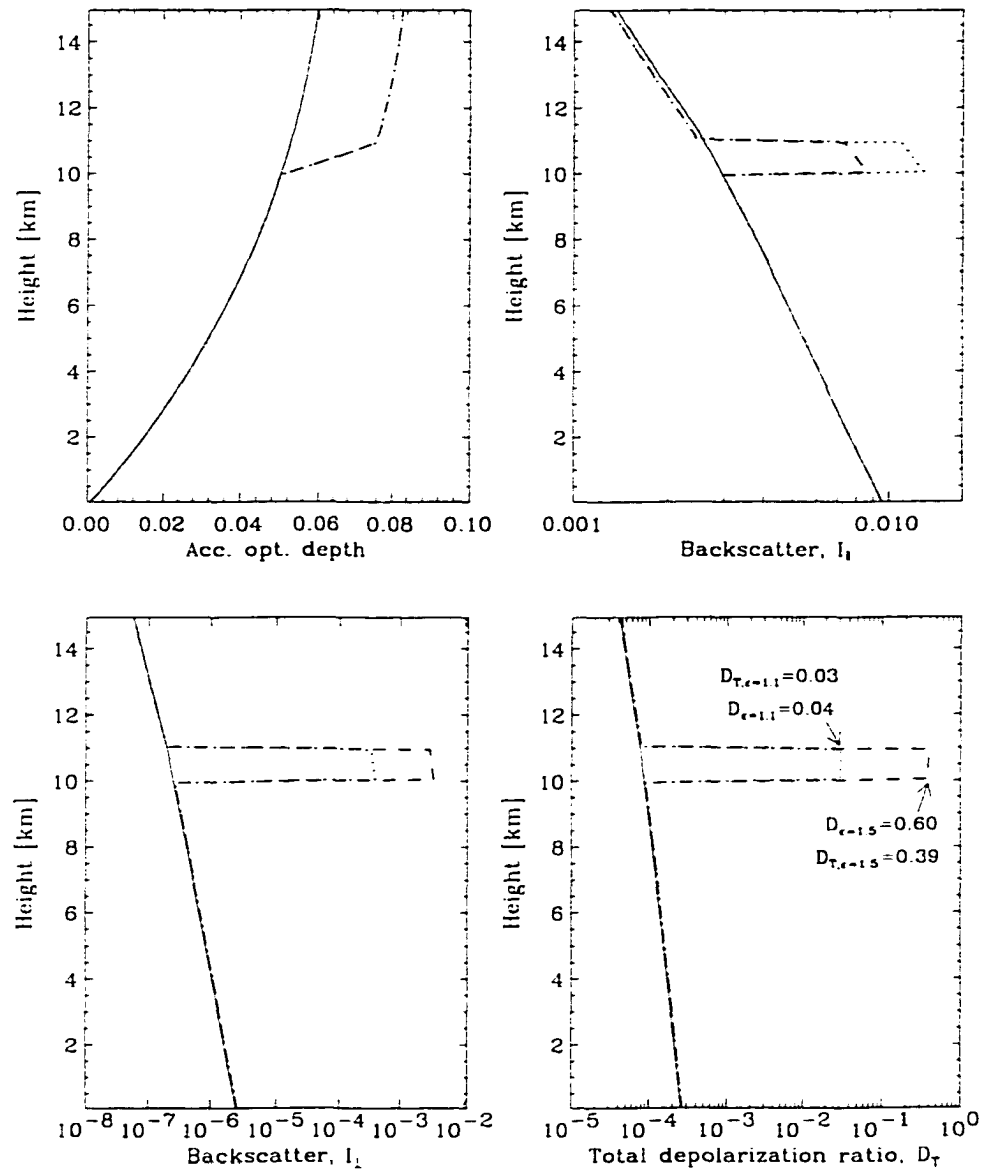 14
12
10
8
6
4
2
Height [km]
0.00 0.02 0.04 0.06 0.08 0.10
Acc. opt. depth
14
12
10
8
6
4
2
Height [km]
0.001 0.010
Backscatter, I∥
14
12
10
8
6
4
2
Height [km]
10⁻⁸ 10⁻⁷ 10⁻⁶ 10⁻⁵ 10⁻⁴ 10⁻³ 10⁻²
Backscatter, I⊥
14
12
10
8
6
4
2
Height [km]
D_T,ε=1.1=0.03
D_ε=1.1=0.04
D_ε=1.5=0.60
D_T,ε=1.5=0.39
10⁻⁵ 10⁻⁴ 10⁻³ 10⁻² 10⁻¹ 10⁰
Total depolarization ratio, D_T